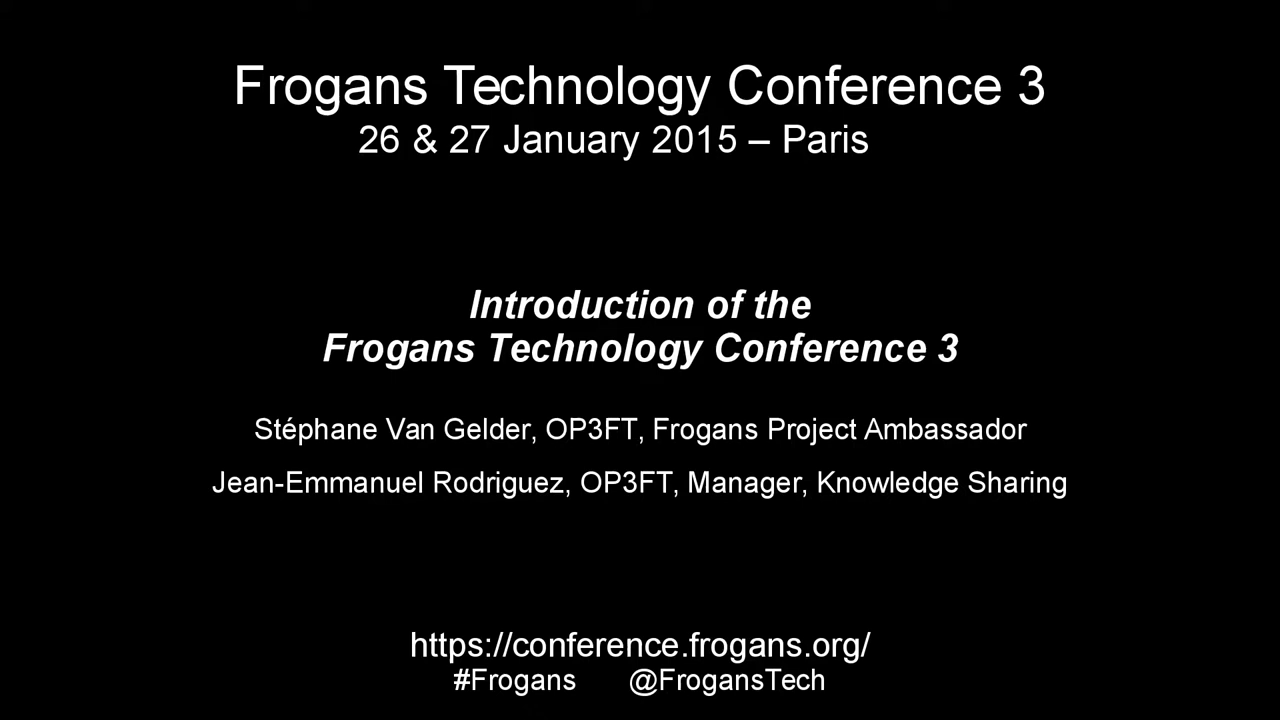 Frogans Technology Conference 3
26 & 27 January 2015 – Paris
Introduction of the
Frogans Technology Conference 3
Stéphane Van Gelder, OP3FT, Frogans Project Ambassador
Jean-Emmanuel Rodriguez, OP3FT, Manager, Knowledge Sharing
https://conference.frogans.org/
#Frogans @FrogansTech